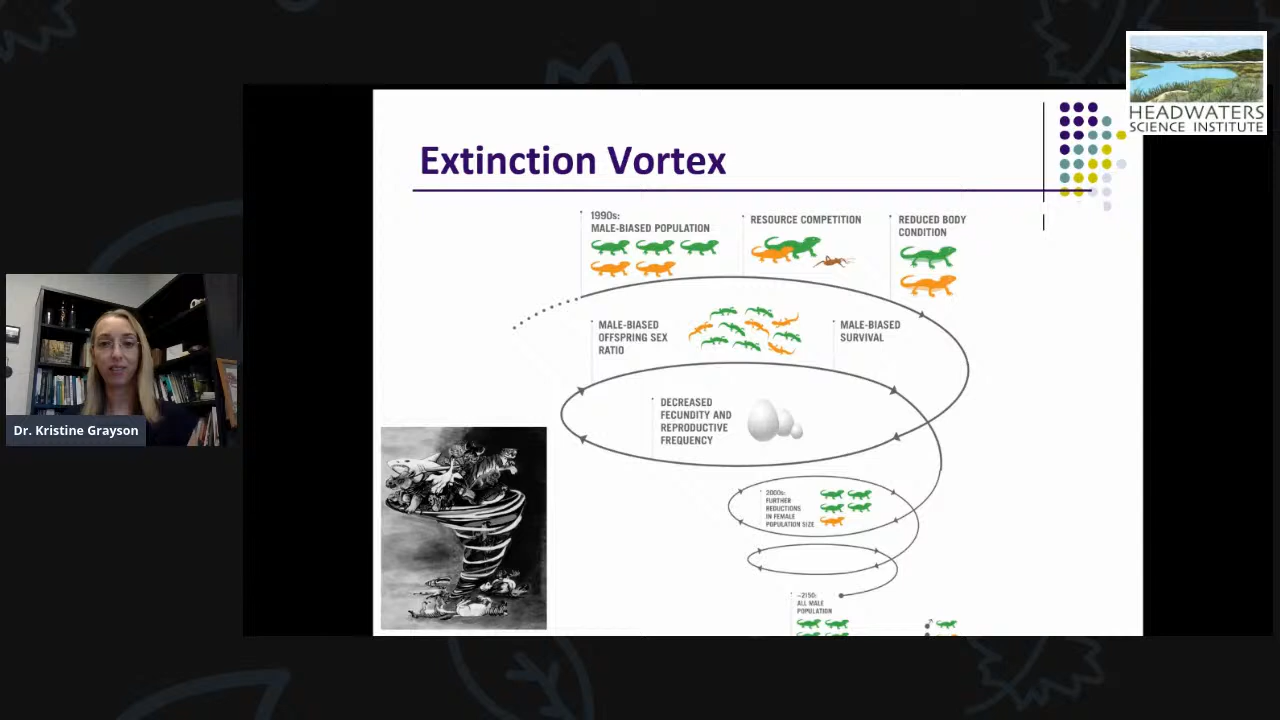 HEADWATERS
SCIENCE INSTITUTE
Extinction Vortex
1990s:
MALE-BIASED POPULATION
RESOURCE COMPETITION
REDUCED BODY
CONDITION
MALE-BIASED
OFFSPRING SEX
RATIO
MALE-BIASED
SURVIVAL
DECREASED
FECUNDITY AND
REPRODUCTIVE
FREQUENCY
Dr. Kristine Grayson
2000s:
FURTHER
REDUCTIONS
IN FEMALE
POPULATION SIZE
~2150:
ALL MALE
POPULATION
♂